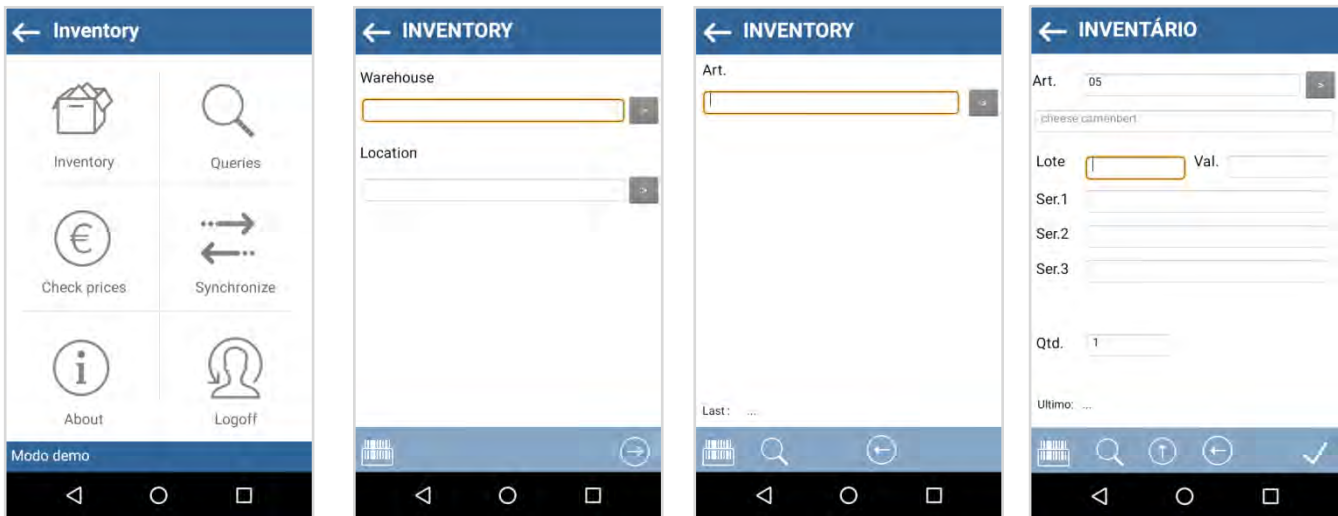 Inventory
Inventory
Queries
Check prices
Synchronize
About
Logoff
Modo demo
INVENTORY
Warehouse
>
Location
>
INVENTORY
Art.
Last: ...
INVENTÁRIO
Art. 05 >
cheese camenbert
Lote Val.
Ser.1
Ser.2
Ser.3
Qtd. 1
Ultimo: ...